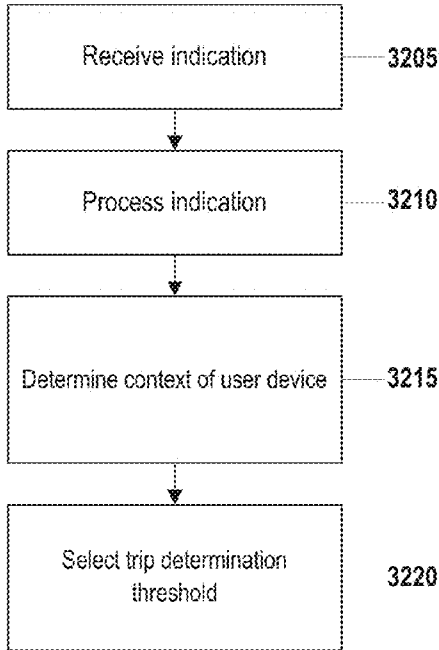 Receive indication 3205
Process indication 3210
Determine context of user device 3215
Select trip determination
threshold 3220